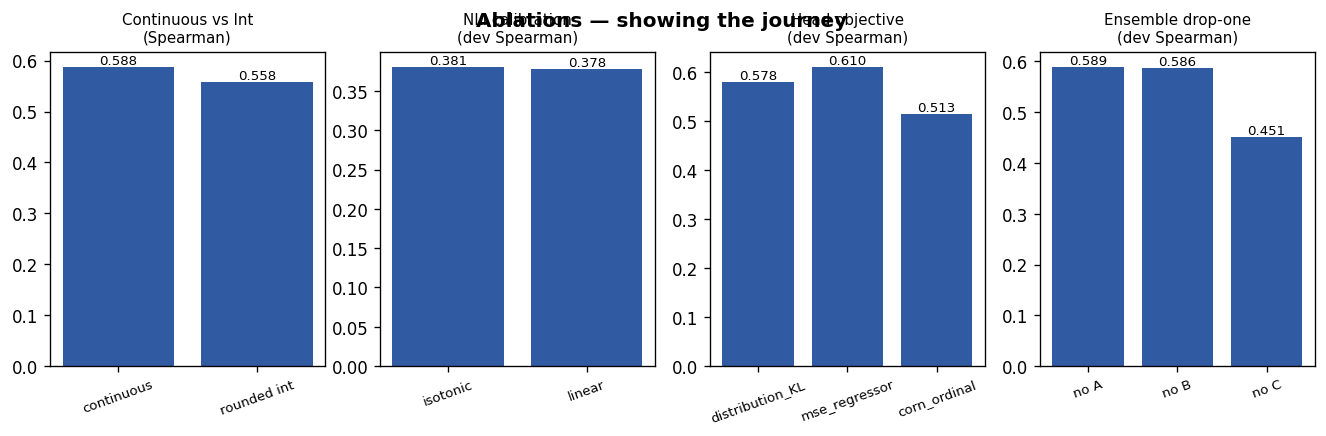 Ablations — showing the journey
Continuous vs Int
(Spearman)
0.6
0.5
0.4
0.3
0.2
0.1
0.0
0.588
0.558
continuous
rounded int
(dev Spearman)
0.35
0.30
0.25
0.20
0.15
0.10
0.05
0.00
0.381
0.378
isotonic
linear
objective
(dev Spearman)
0.6
0.5
0.4
0.3
0.2
0.1
0.0
0.578
0.610
0.513
distribution_KL
mse_regressor
corn_ordinal
Ensemble drop-one
(dev Spearman)
0.6
0.5
0.4
0.3
0.2
0.1
0.0
0.589
0.586
0.451
no A
no B
no C